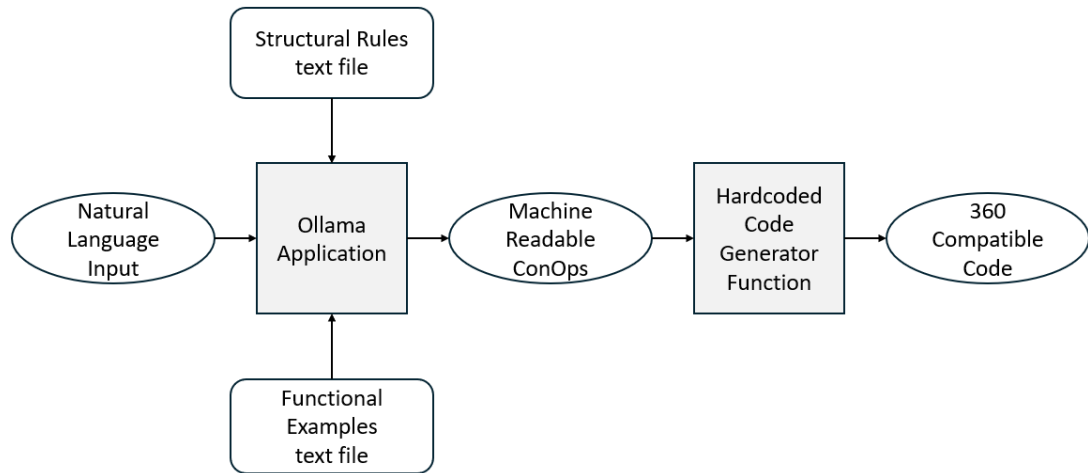 Structural Rules
text file
Natural
Language
Input
Ollama
Application
Machine
Readable
ConOps
Hardcoded
Code
Generator
Function
360
Compatible
Code
Functional
Examples
text file